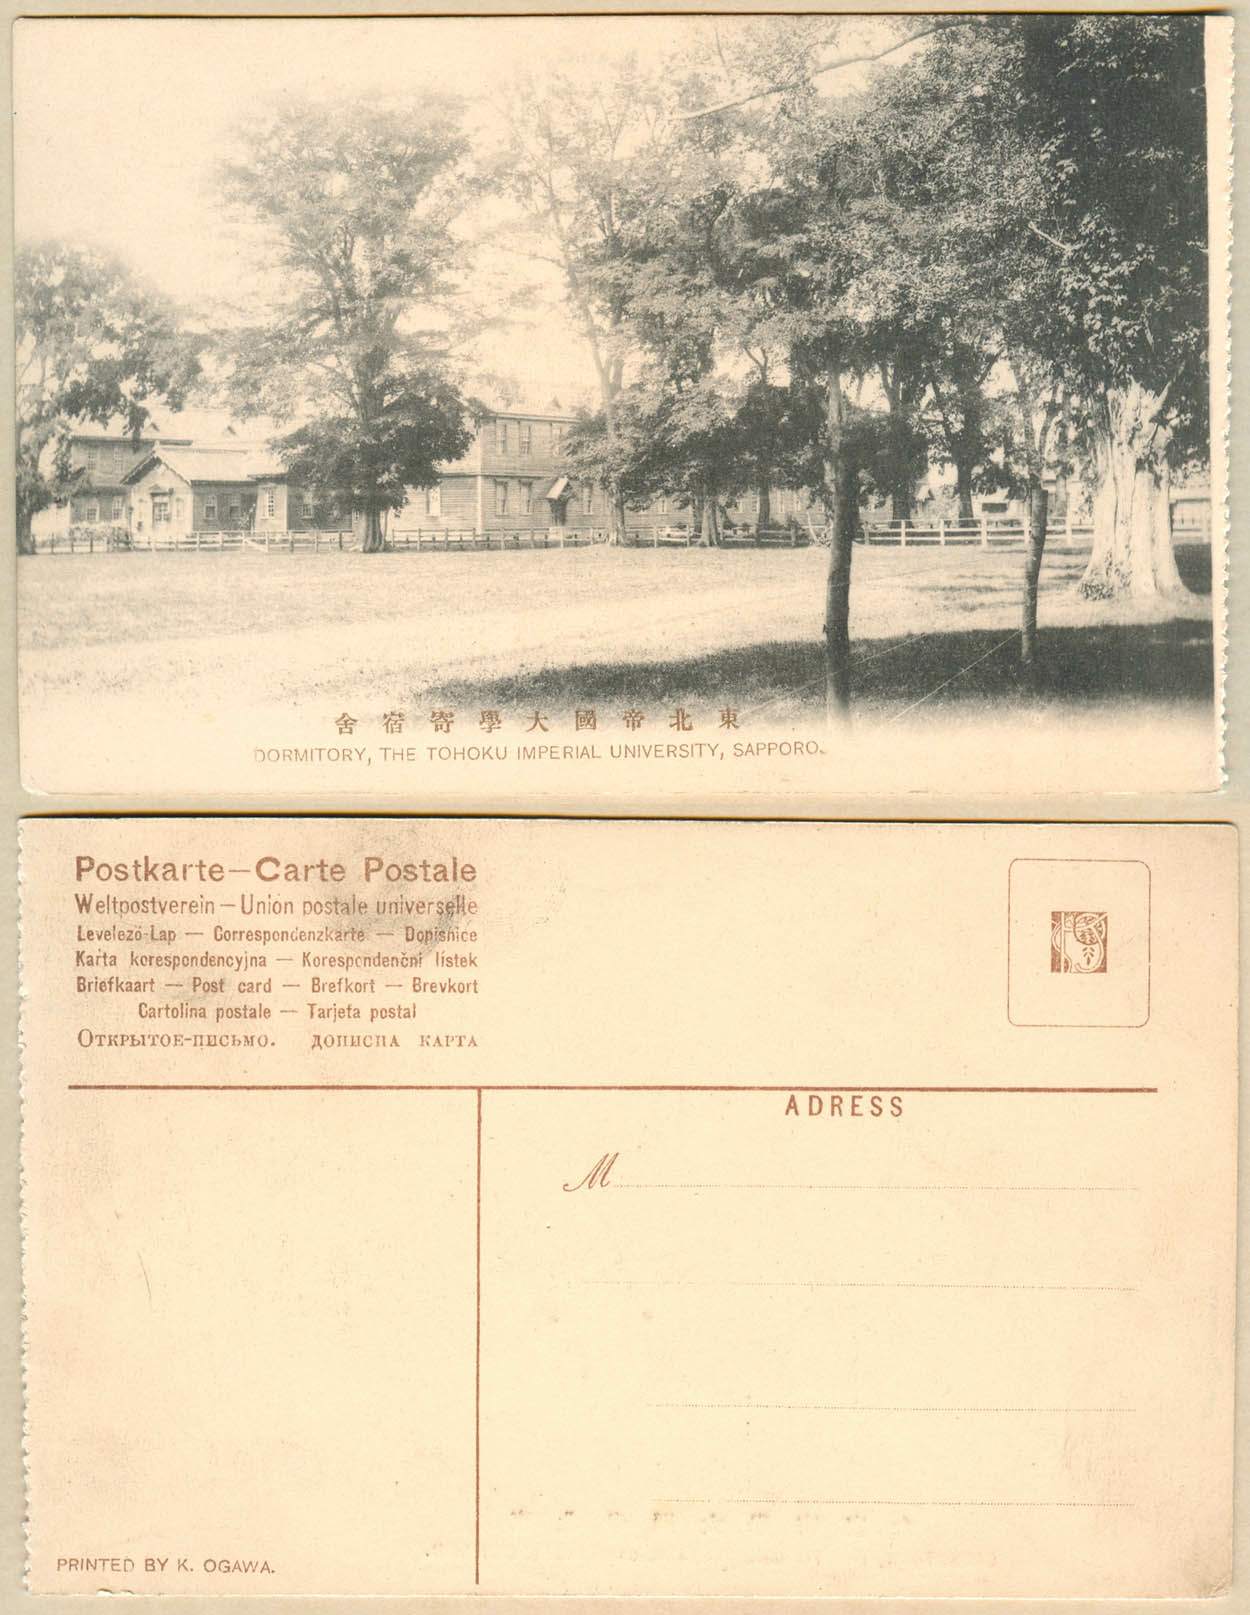 東北帝國大學寄宿舍
DORMITORY, THE TOHOKU IMPERIAL UNIVERSITY, SAPPORO.
Postkarte — Carte Postale
Weltpostverein — Union postale universelle
Levelező-Lap — Correspondenzkarte — Dopisnice
Karta korespondencyjna — Korespondenční lístek
Briefkaart — Post card — Brefkort — Brevkort
Cartolina postale — Tarjeta postal
ОТКРЫТОЕ-ПИСЬМО. ДОПИСНА КАРТА
ADRESS
M
PRINTED BY K. OGAWA.